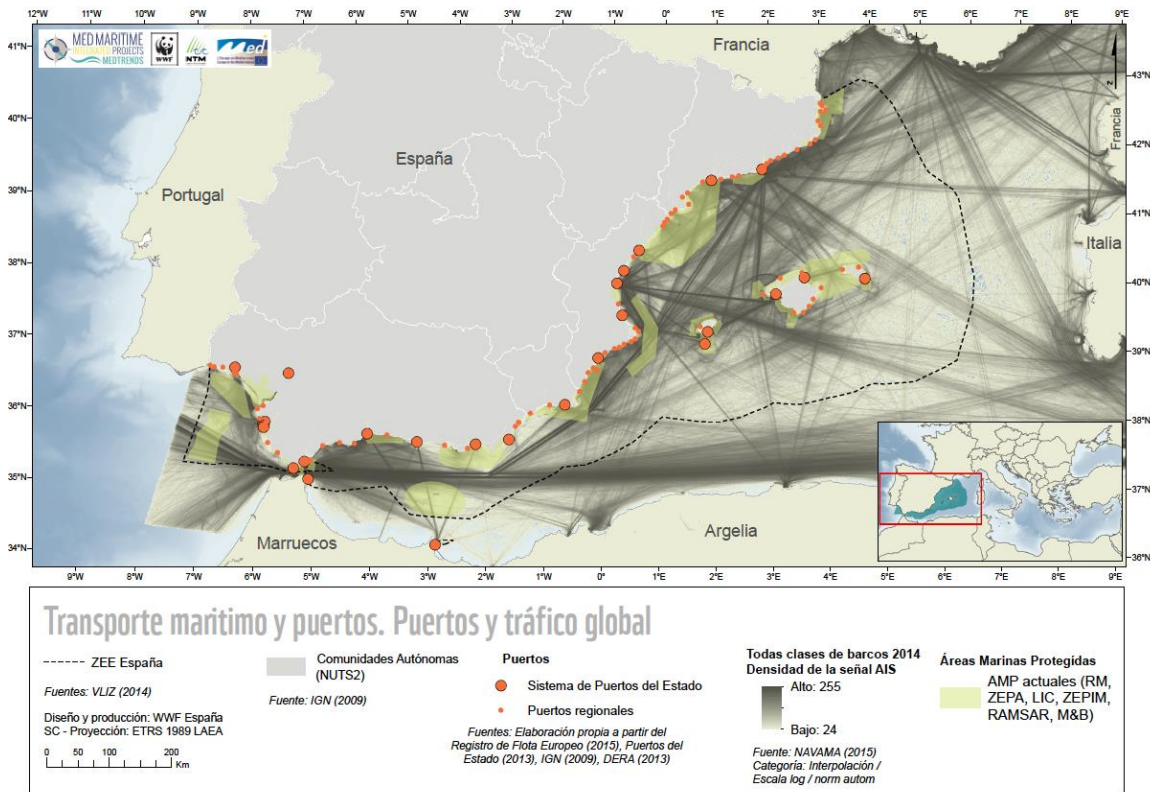 12°W 11°W 10°W 9°W 8°W 7°W 6°W 5°W 4°W 3°W 2°W 1°W 0° 1°E 2°E 3°E 4°E 5°E 6°E 7°E 8°E 9°E
MED MARITIME
INTEGRATED PROJECTS
MEDTRENDS
WWF
NTM
Med
Francia
41°N
43°N
N
40°N
España
Francia
42°N
Portugal
39°N
41°N
Italia
38°N
40°N
37°N
39°N
36°N
38°N
35°N
37°N
Argelia
Marruecos
34°N
36°N
9°W 8°W 7°W 6°W 5°W 4°W 3°W 2°W 1°W 0° 1°E 2°E 3°E 4°E 5°E 6°E 7°E 8°E
Transporte maritimo y puertos. Puertos y tráfico global
ZEE España
Fuentes: VLIZ (2014)
Diseño y producción: WWF España
SC - Proyección: ETRS 1989 LAEA
0 50 100 200
Km
Comunidades Autónomas
(NUTS2)
Fuente: IGN (2009)
Puertos
Sistema de Puertos del Estado
Puertos regionales
Fuentes: Elaboración propia a partir del
Registro de Flota Europeo (2015), Puertos del
Estado (2013), IGN (2009), DERA (2013)
Todas clases de barcos 2014
Densidad de la señal AIS
Alto: 255
Bajo: 24
Fuente: NAVAMA (2015)
Categoría: Interpolación /
Escala log / norm autom
Áreas Marinas Protegidas
AMP actuales (RM,
ZEPA, LIC, ZEPIM,
RAMSAR, M&B)